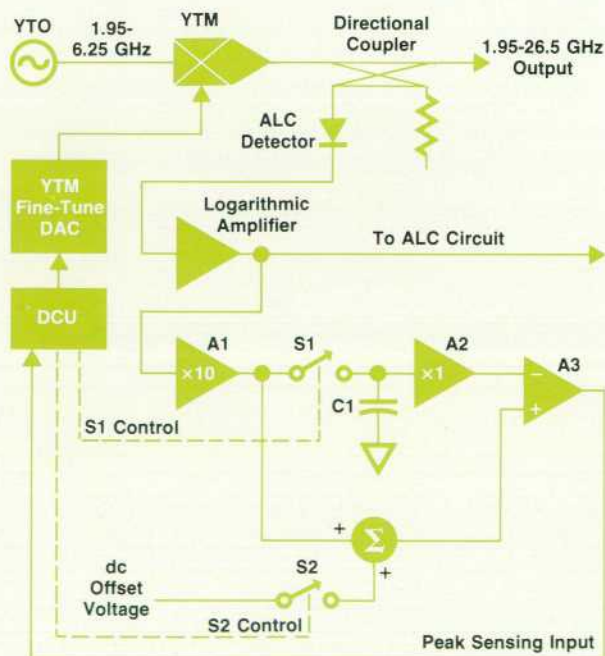 YTO
1.95-
6.25 GHz
YTM
Directional
Coupler
1.95-26.5 GHz
Output
ALC
Detector
YTM
Fine-Tune
DAC
Logarithmic
Amplifier
To ALC Circuit
DCU
A1
×10
S1
A2
×1
A3
−
+
C1
S1 Control
+
Σ
+
dc
Offset
Voltage
S2
S2 Control
Peak Sensing Input